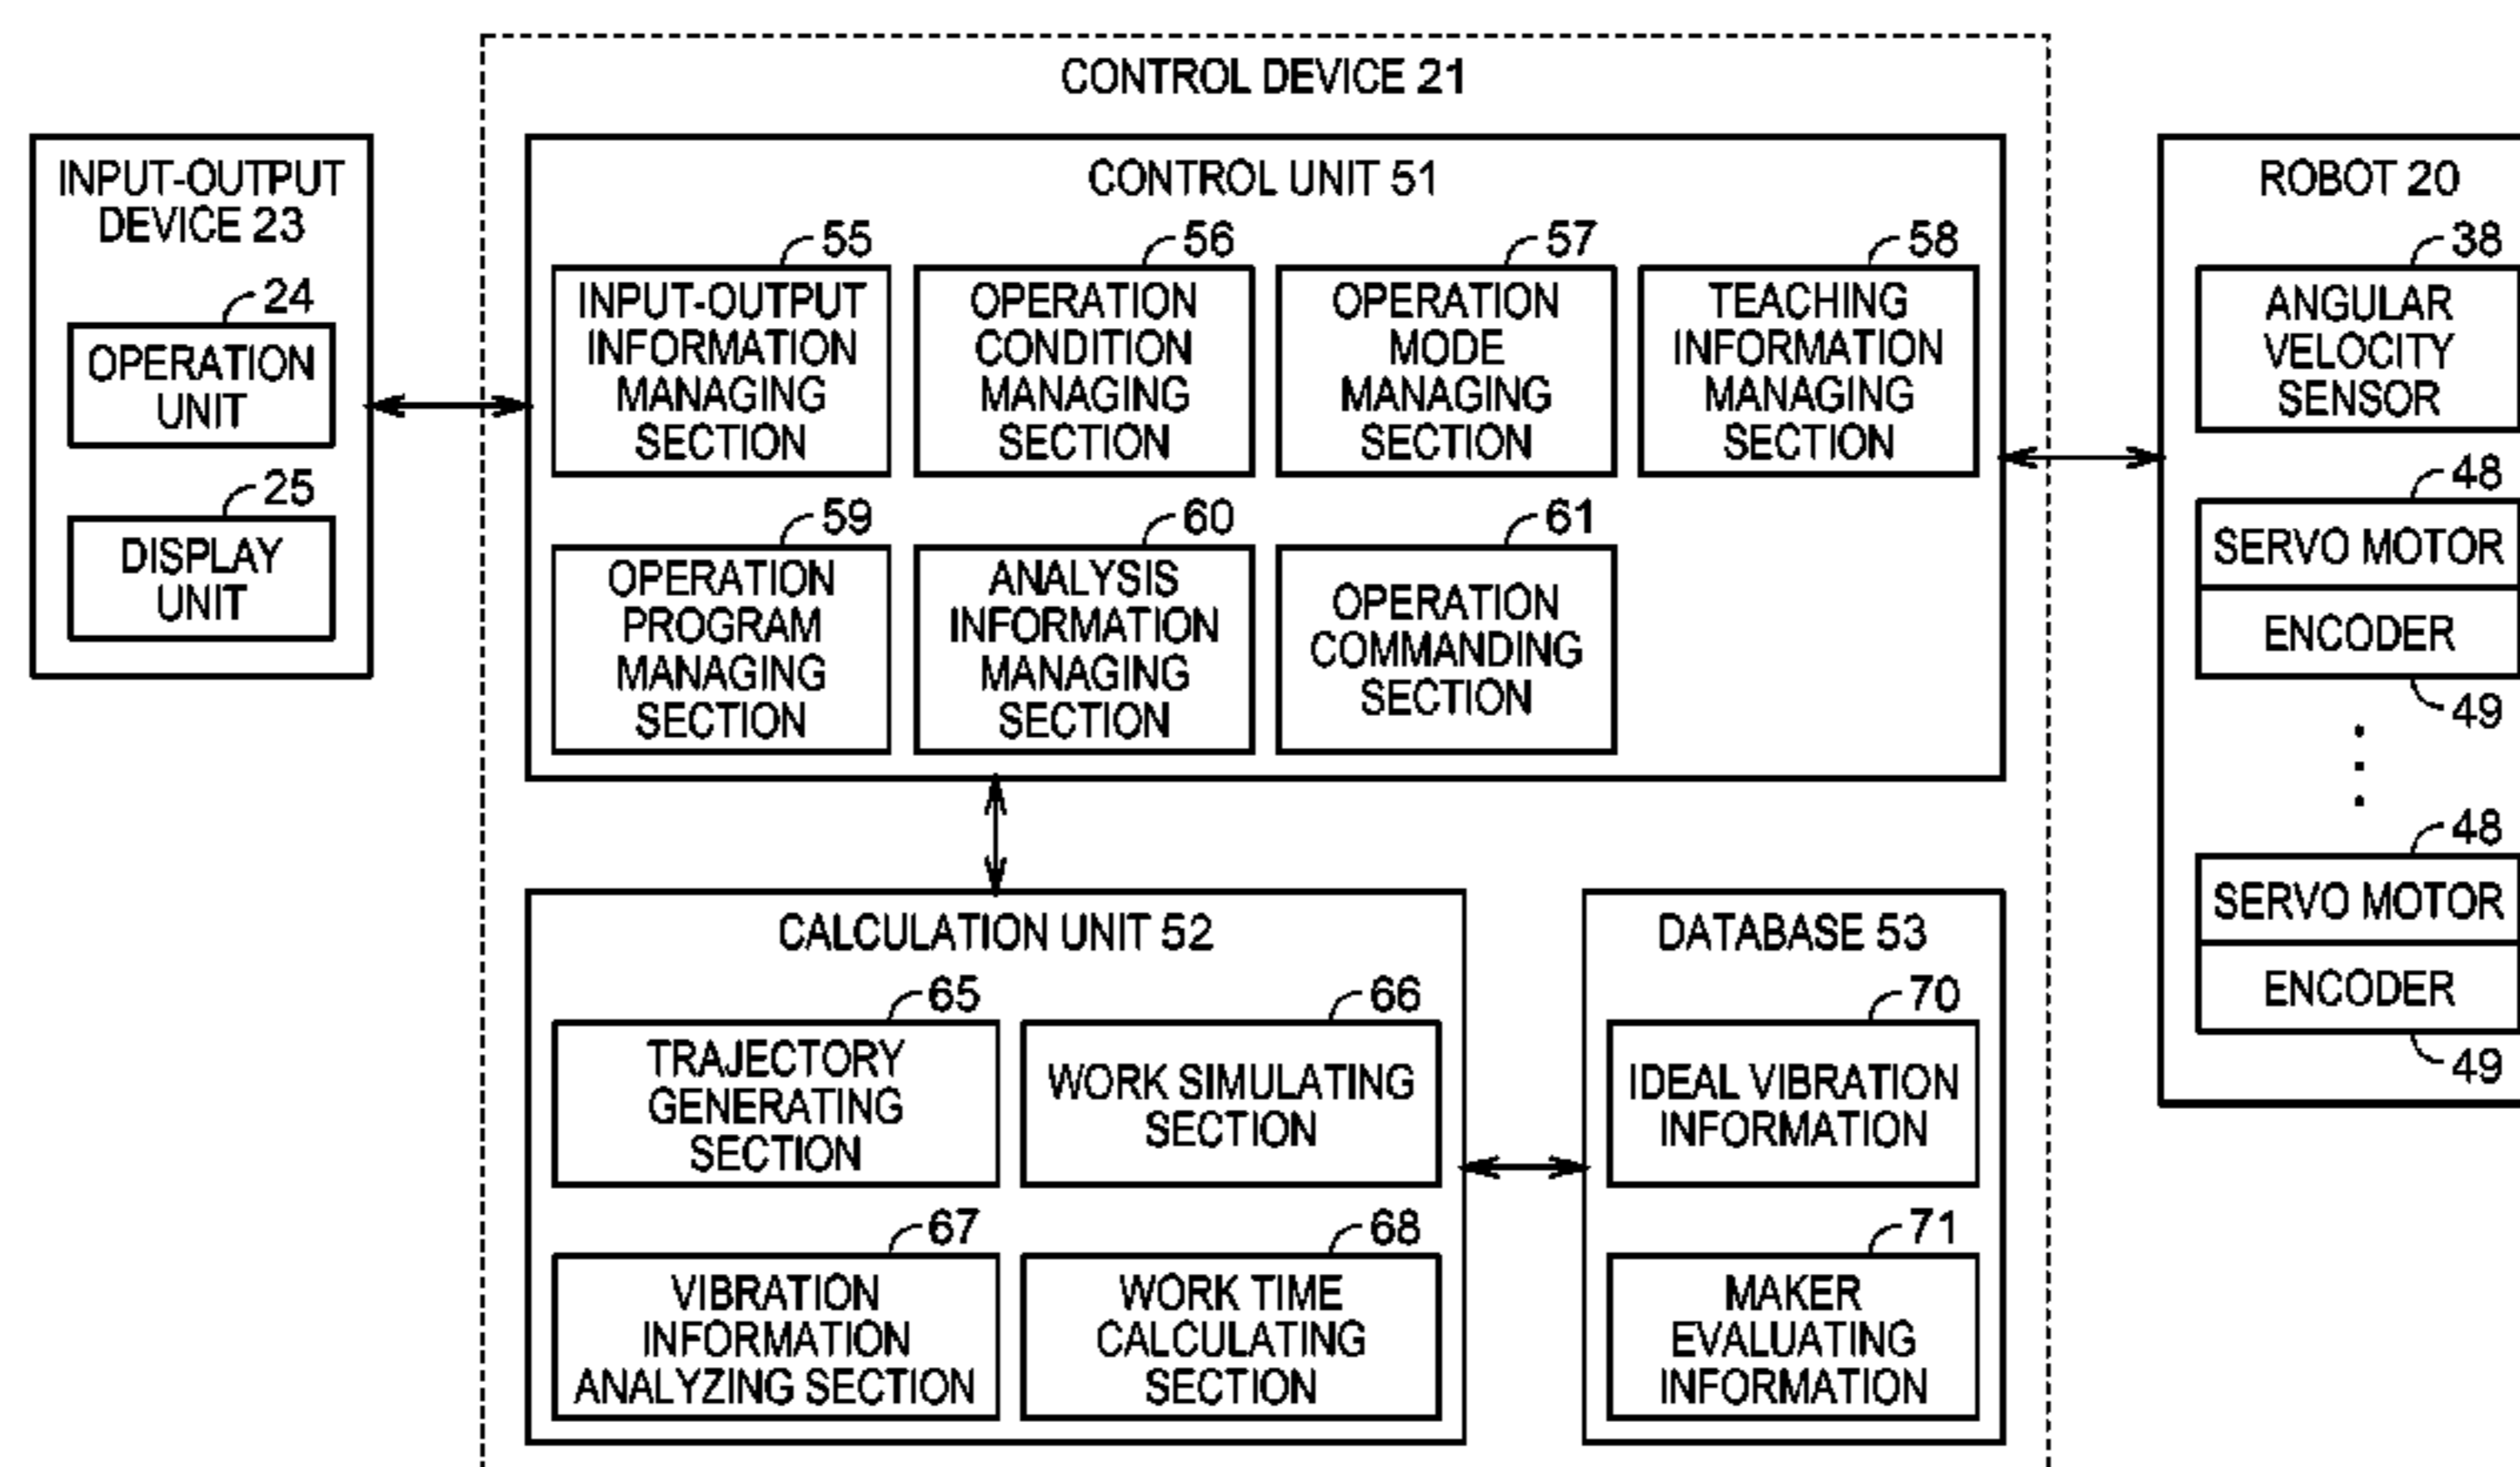 CONTROL DEVICE 21
INPUT-OUTPUT
DEVICE 23
24
OPERATION
UNIT
25
DISPLAY
UNIT
CONTROL UNIT 51
55
INPUT-OUTPUT
INFORMATION
MANAGING
SECTION
56
OPERATION
CONDITION
MANAGING
SECTION
57
OPERATION
MODE
MANAGING
SECTION
58
TEACHING
INFORMATION
MANAGING
SECTION
59
OPERATION
PROGRAM
MANAGING
SECTION
60
ANALYSIS
INFORMATION
MANAGING
SECTION
61
OPERATION
COMMANDING
SECTION
CALCULATION UNIT 52
65
TRAJECTORY
GENERATING
SECTION
66
WORK SIMULATING
SECTION
67
VIBRATION
INFORMATION
ANALYZING SECTION
68
WORK TIME
CALCULATING
SECTION
DATABASE 53
70
IDEAL VIBRATION
INFORMATION
71
MAKER
EVALUATING
INFORMATION
ROBOT 20
38
ANGULAR
VELOCITY
SENSOR
48
SERVO MOTOR
ENCODER
49
48
SERVO MOTOR
ENCODER
49